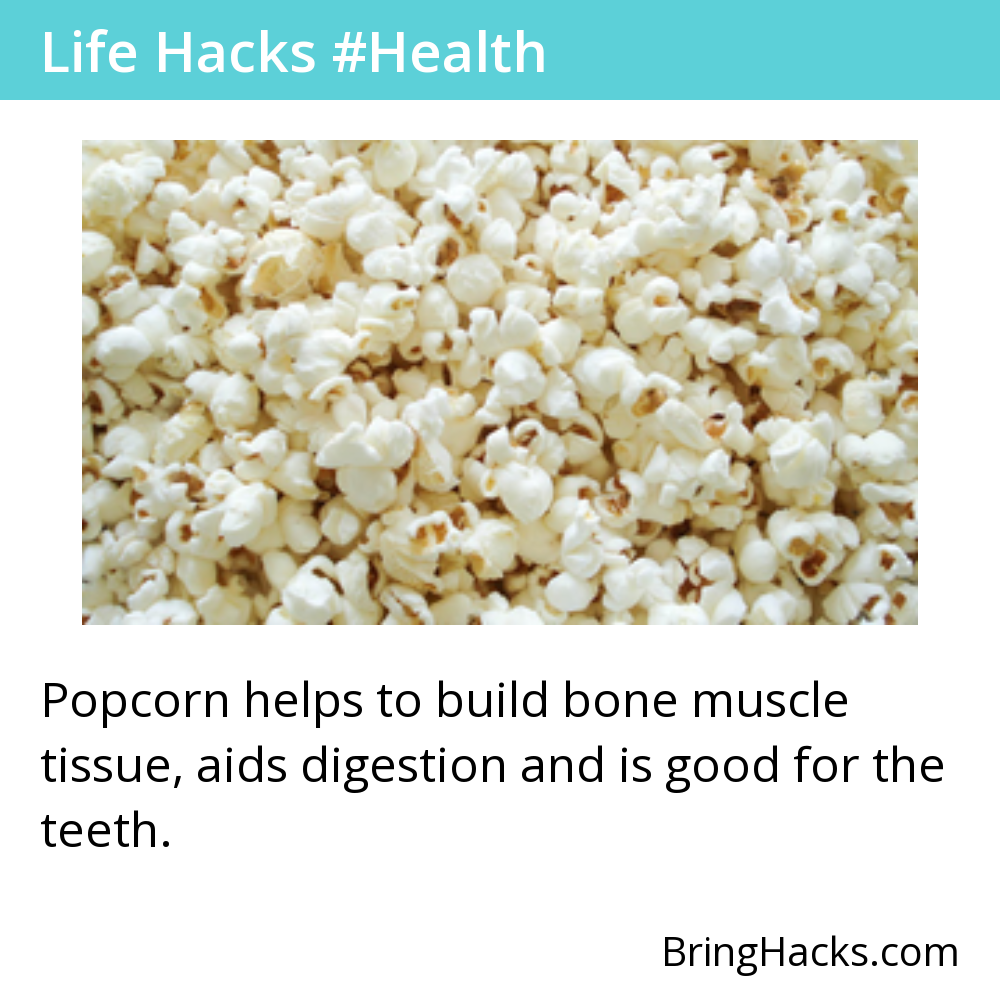 Life Hacks #Health
Popcorn helps to build bone muscle
tissue, aids digestion and is good for the
teeth.
BringHacks.com